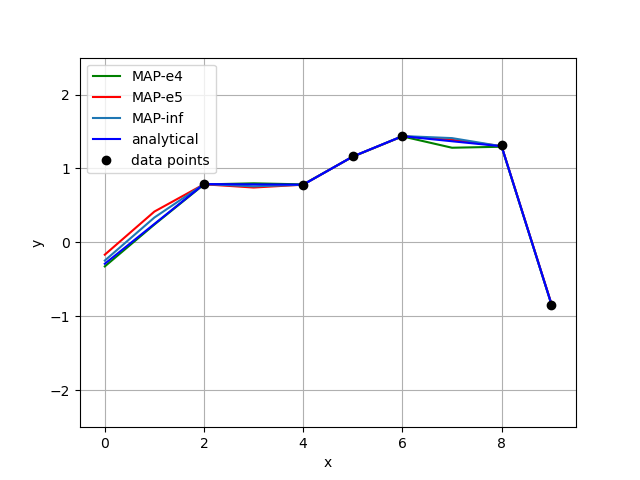 MAP-e4
MAP-e5
MAP-inf
analytical
data points
2
1
0
−1
−2
y
0 2 4 6 8
x